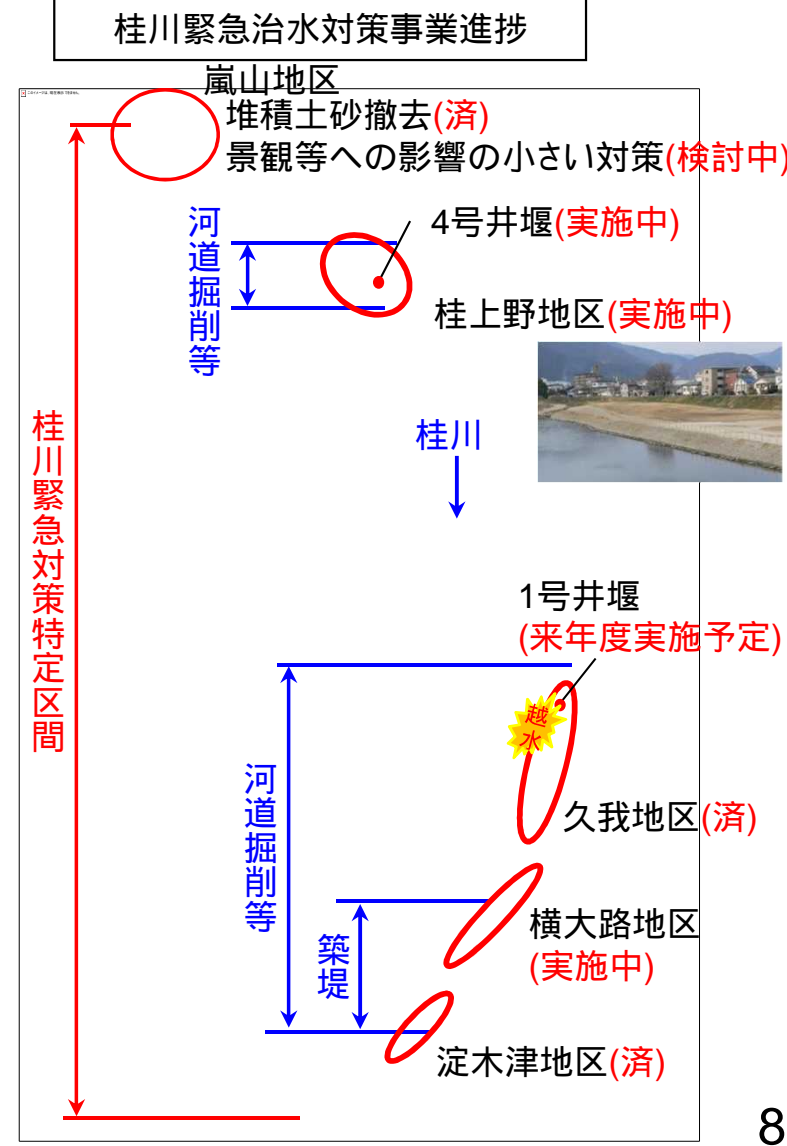 桂川緊急治水対策事業進捗
嵐山地区
堆積土砂撤去(済)
景観等への影響の小さい対策(検討中)
4号井堰(実施中)
河道掘削等
桂上野地区(実施中)
桂川
桂川緊急対策特定区間
1号井堰
(来年度実施予定)
越
水
河道掘削等
久我地区(済)
築堤
横大路地区
(実施中)
淀木津地区(済)
8